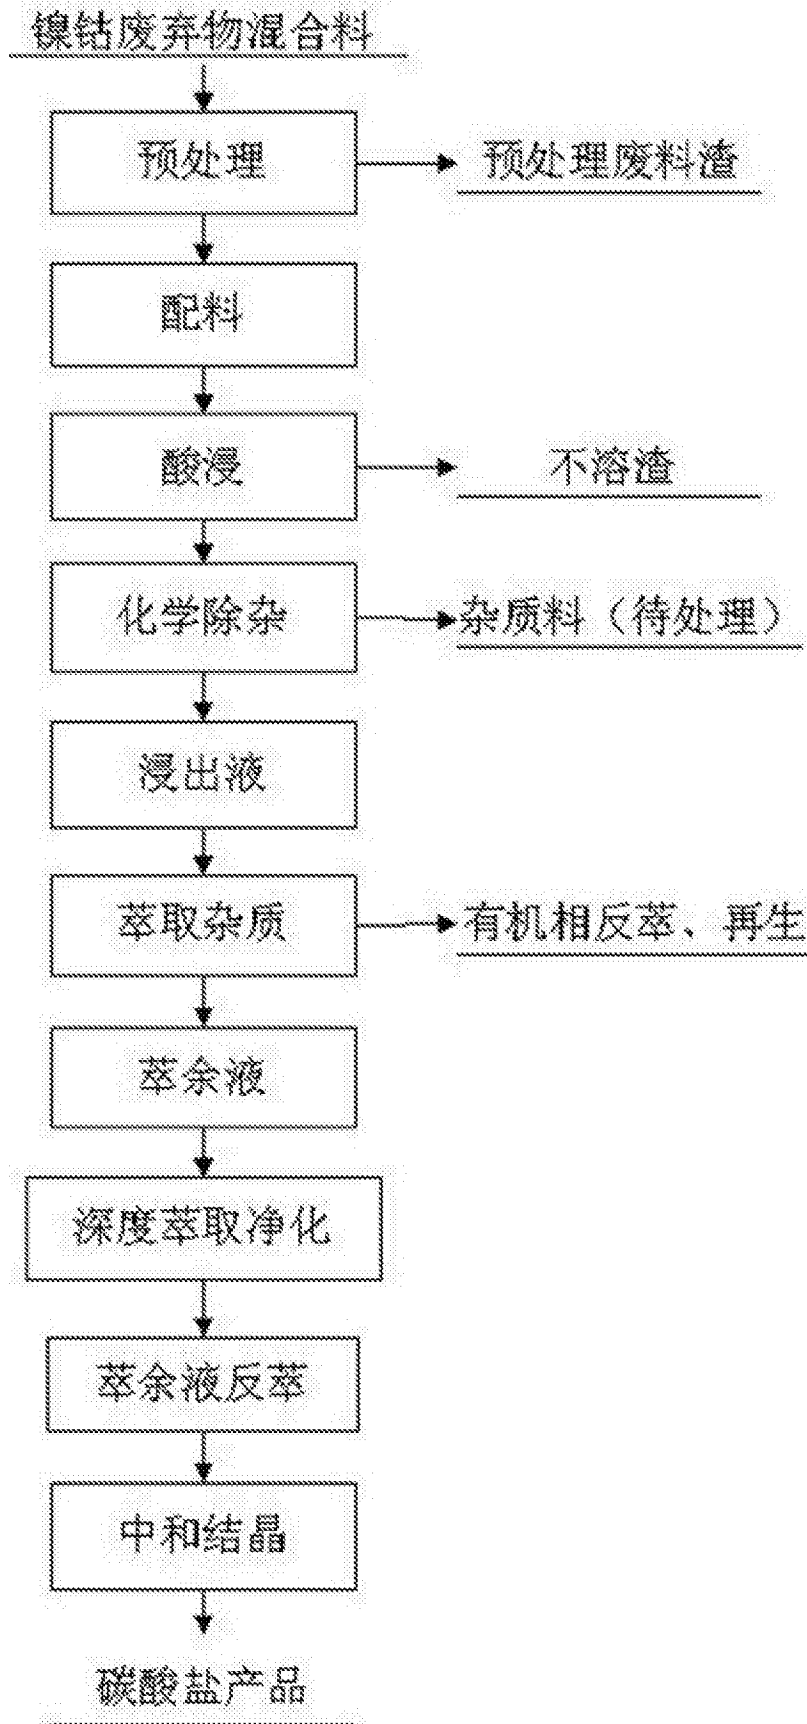 镍钴废弃物混合料
预处理
预处理废料渣
配料
酸浸
不溶渣
化学除杂
杂质料（待处理）
浸出液
萃取杂质
有机相反萃、再生
萃余液
深度萃取净化
萃余液反萃
中和结晶
碳酸盐产品